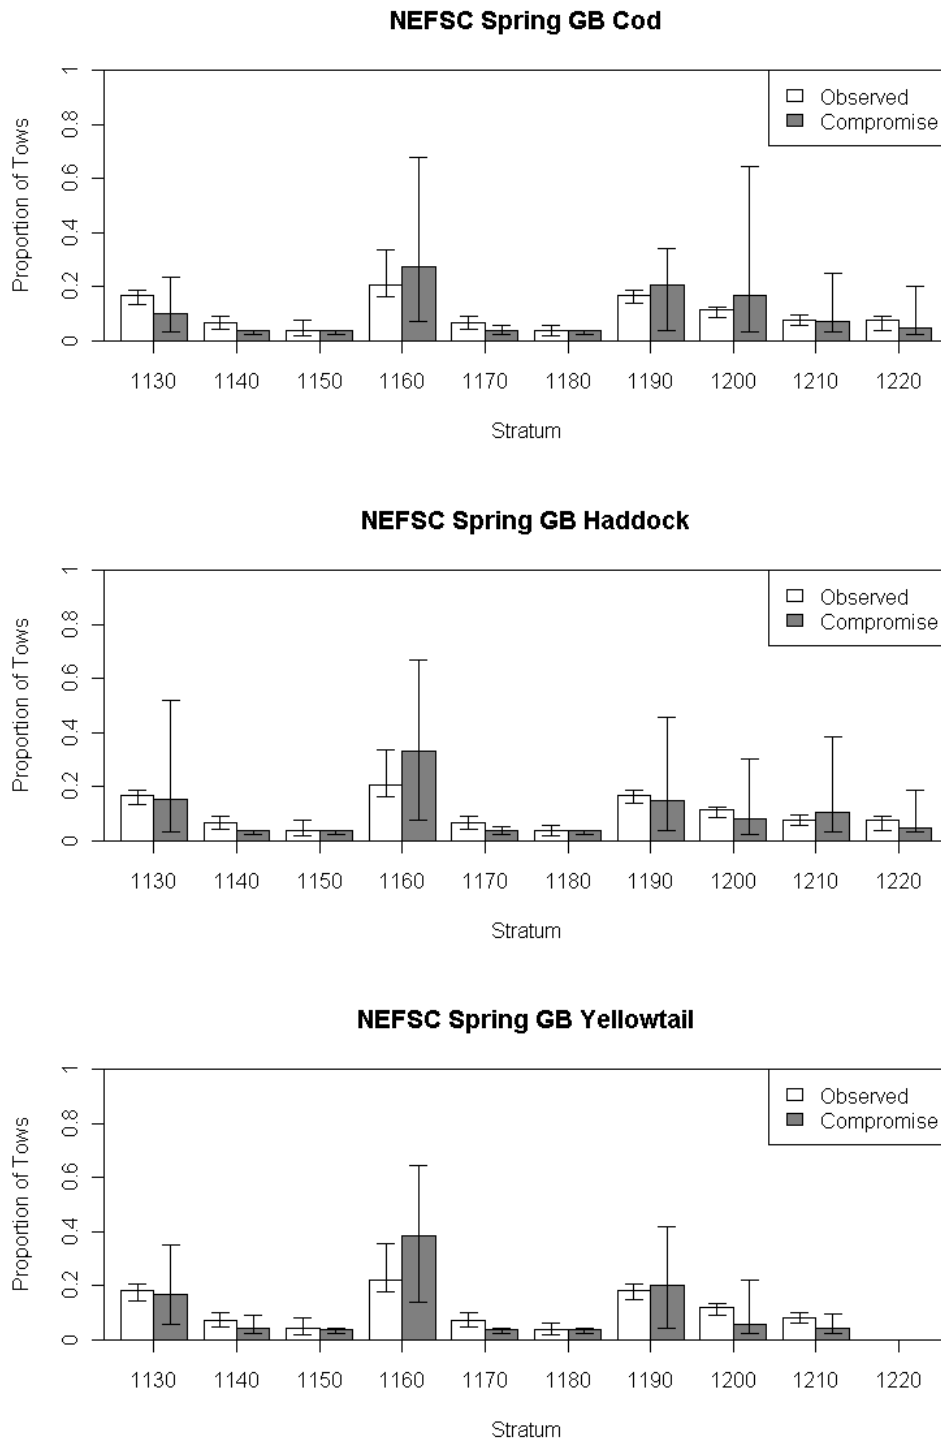 NEFSC Spring GB Cod
Proportion of Tows
0 0.2 0.4 0.6 0.8 1
Observed
Compromise
1130 1140 1150 1160 1170 1180 1190 1200 1210 1220
Stratum
NEFSC Spring GB Haddock
Proportion of Tows
0 0.2 0.4 0.6 0.8 1
Observed
Compromise
1130 1140 1150 1160 1170 1180 1190 1200 1210 1220
Stratum
NEFSC Spring GB Yellowtail
Proportion of Tows
0 0.2 0.4 0.6 0.8 1
Observed
Compromise
1130 1140 1150 1160 1170 1180 1190 1200 1210 1220
Stratum